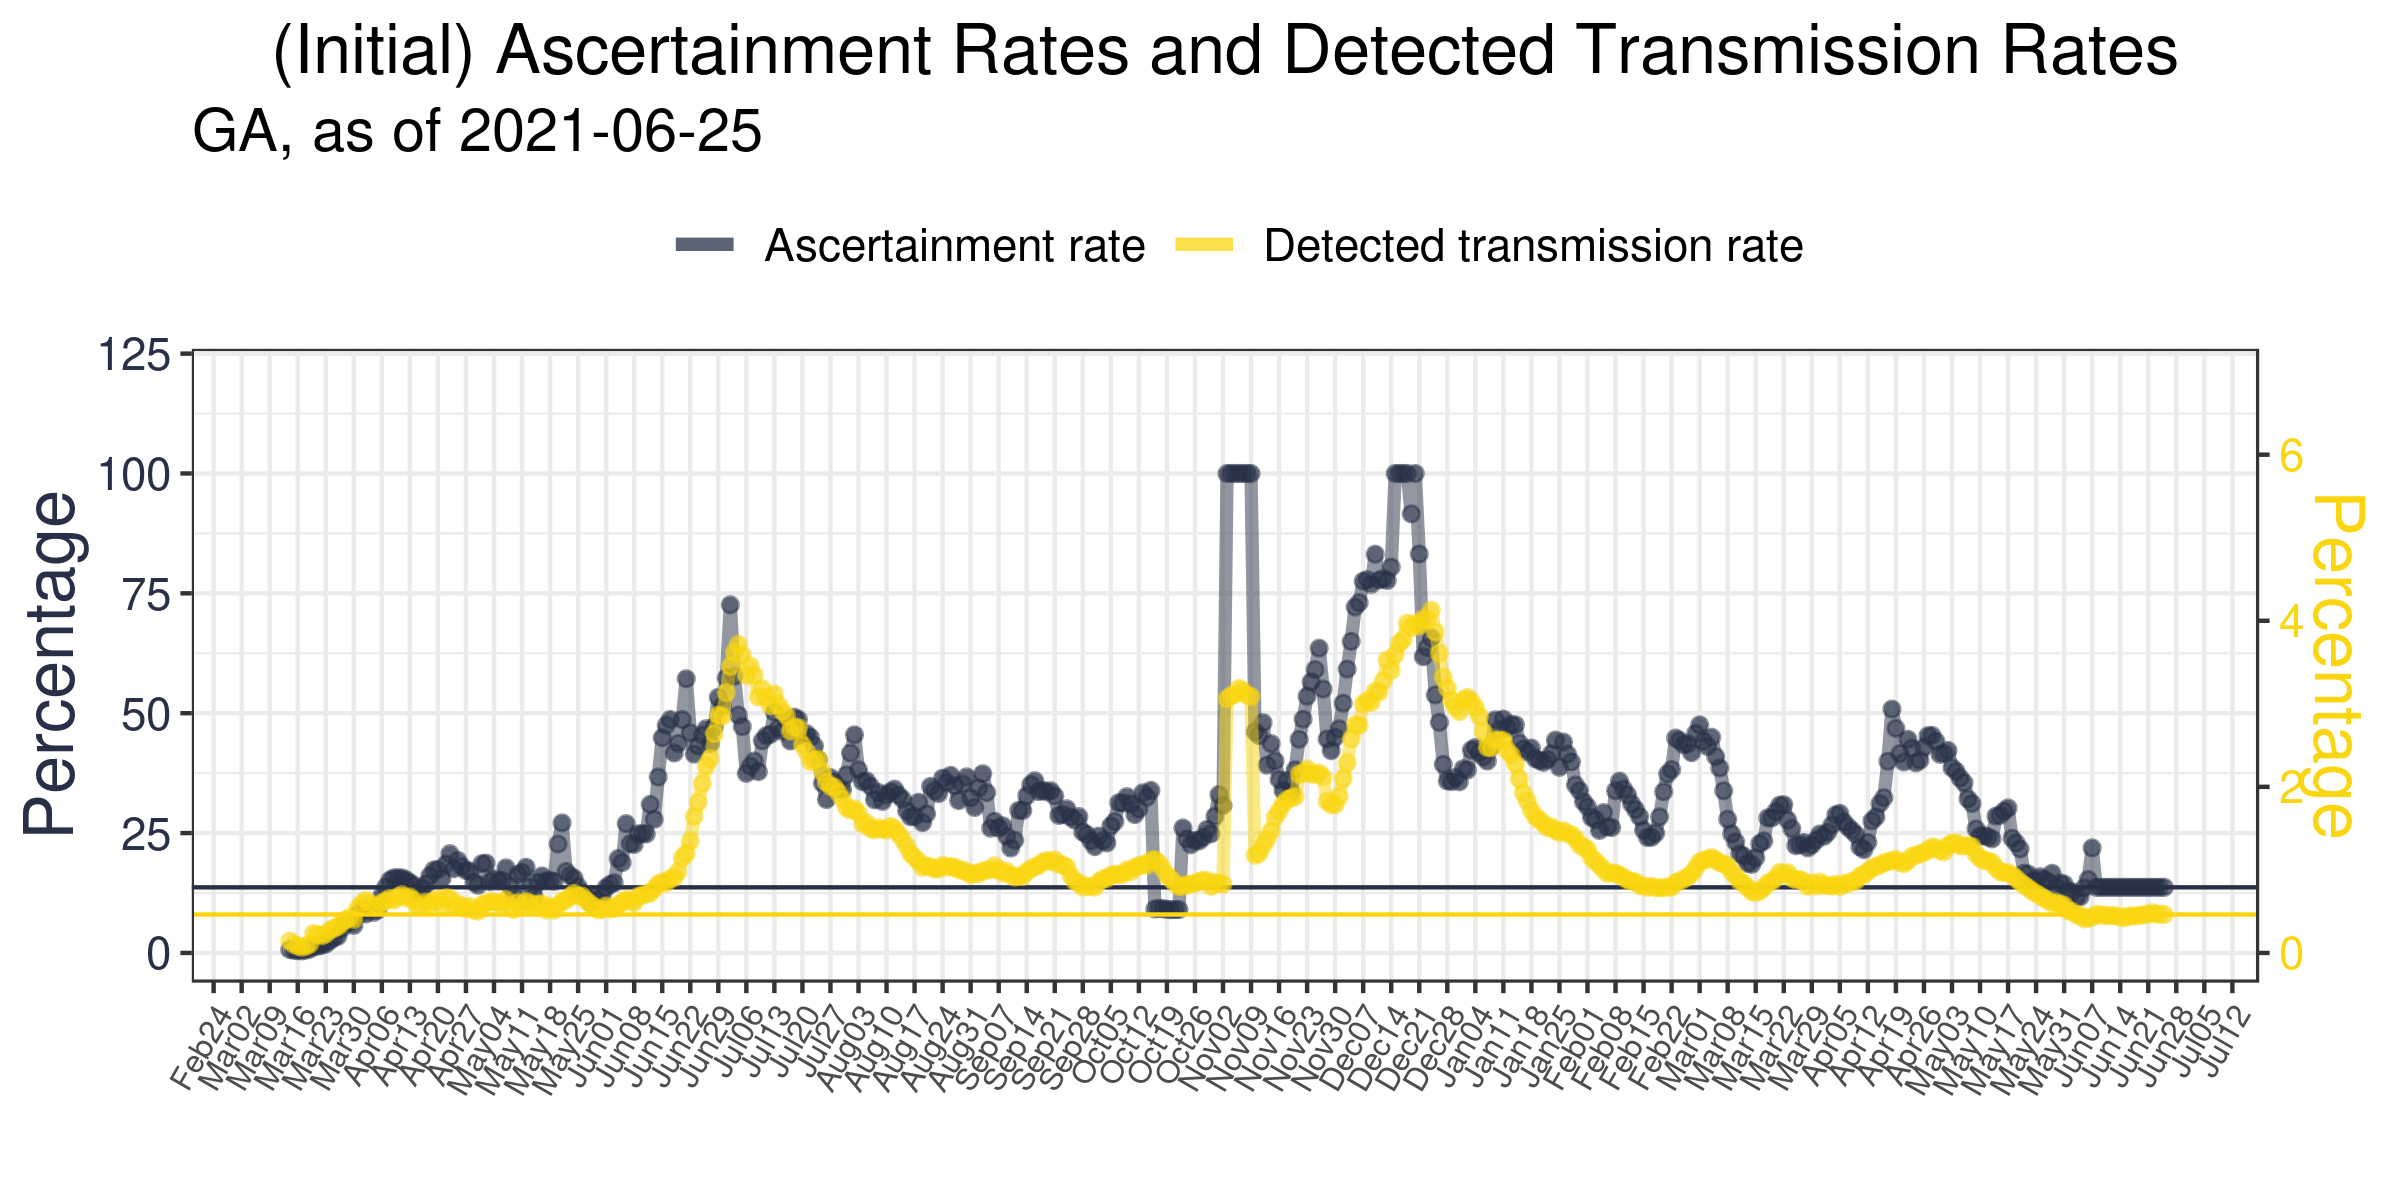 (Initial) Ascertainment Rates and Detected Transmission Rates
GA, as of 2021-06-25
Ascertainment rate
Detected transmission rate
Percentage
125
100
75
50
25
0
6
4
2
0
Percentage
Feb24
Mar02
Mar09
Mar16
Mar23
Mar30
Apr06
Apr13
Apr20
Apr27
May04
May11
May18
May25
Jun01
Jun08
Jun15
Jun22
Jun29
Jul06
Jul13
Jul20
Jul27
Aug03
Aug10
Aug17
Aug24
Aug31
Sep07
Sep14
Sep21
Sep28
Oct05
Oct12
Oct19
Oct26
Nov02
Nov09
Nov16
Nov23
Nov30
Dec07
Dec14
Dec21
Dec28
Jan04
Jan11
Jan18
Jan25
Feb01
Feb08
Feb15
Feb22
Mar01
Mar08
Mar15
Mar22
Mar29
Apr05
Apr12
Apr19
Apr26
May03
May10
May17
May24
May31
Jun07
Jun14
Jun21
Jun28
Jul05
Jul12